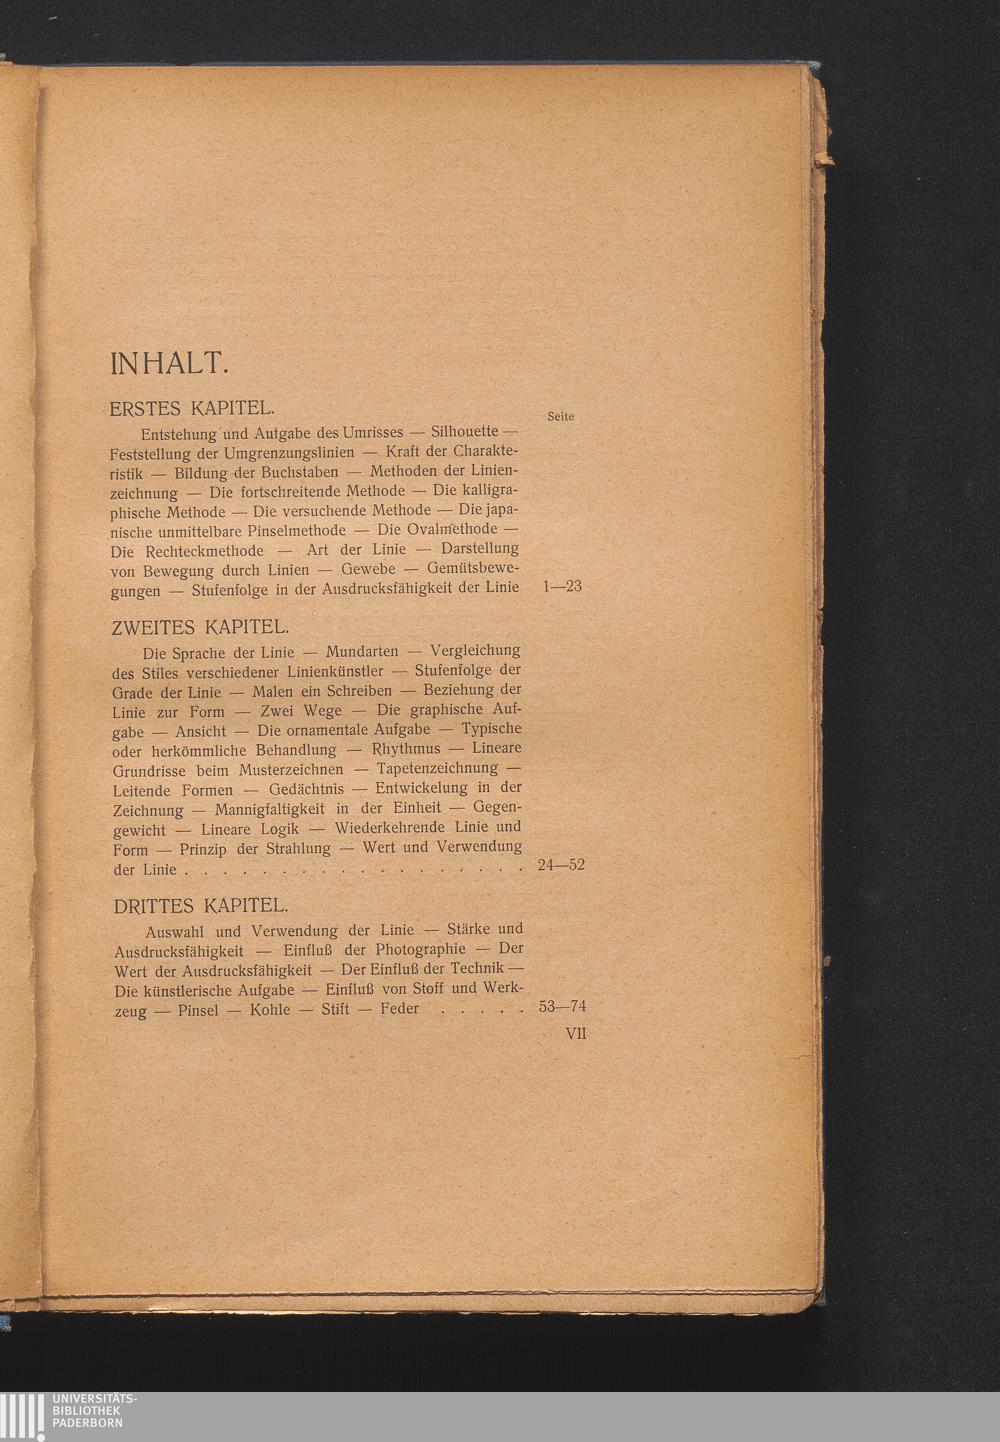 INHALT.
ERSTES KAPITEL.
Seite
Entstehung und Aufgabe des Umrisses — Silhouette —
Feststellung der Umgrenzungslinien — Kraft der Charakte-
ristik — Bildung der Buchstaben — Methoden der Linien-
zeichnung — Die fortschreitende Methode — Die kalligra-
phische Methode — Die versuchende Methode — Die japa-
nische unmittelbare Pinselmethode — Die Ovalmethode —
Die Rechteckmethode — Art der Linie — Darstellung
von Bewegung durch Linien — Gewebe — Gemütsbewe-
gungen — Stufenfolge in der Ausdrucksfähigkeit der Linie 1—23
ZWEITES KAPITEL.
Die Sprache der Linie — Mundarten — Vergleichung
des Stiles verschiedener Linienkünstler — Stufenfolge der
Grade der Linie — Malen ein Schreiben — Beziehung der
Linie zur Form — Zwei Wege — Die graphische Auf-
gabe — Ansicht — Die ornamentale Aufgabe — Typische
oder herkömmliche Behandlung — Rhythmus — Lineare
Grundrisse beim Musterzeichnen — Tapetenzeichnung —
Leitende Formen — Gedächtnis — Entwickelung in der
Zeichnung — Mannigfaltigkeit in der Einheit — Gegen-
gewicht — Lineare Logik — Wiederkehrende Linie und
Form — Prinzip der Strahlung — Wert und Verwendung
der Linie . . . . . . . . . . . . . . . . . . 24—52
DRITTES KAPITEL.
Auswahl und Verwendung der Linie — Stärke und
Ausdrucksfähigkeit — Einfluß der Photographie — Der
Wert der Ausdrucksfähigkeit — Der Einfluß der Technik —
Die künstlerische Aufgabe — Einfluß von Stoff und Werk-
zeug — Pinsel — Kohle — Stift — Feder . . . . . 53—74
VII
UNIVERSITÄTS-
BIBLIOTHEK
PADERBORN